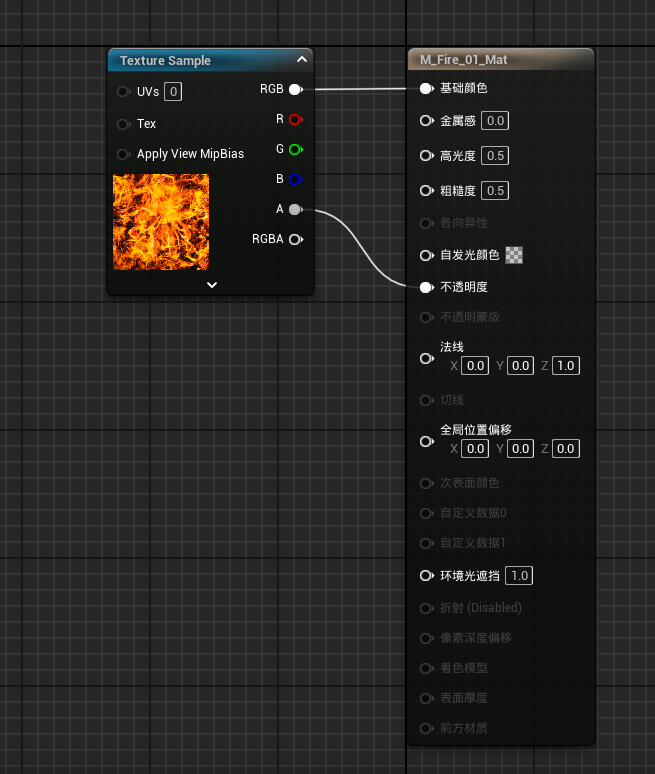 Texture Sample
UVs 0
Tex
Apply View MipBias
RGB
R
G
B
A
RGBA
M_Fire_01_Mat
基础颜色
金属感 0.0
高光度 0.5
粗糙度 0.5
各向异性
自发光颜色
不透明度
不透明蒙版
法线
X 0.0 Y 0.0 Z 1.0
切线
全局位置偏移
X 0.0 Y 0.0 Z 0.0
次表面颜色
自定义数据0
自定义数据1
环境光遮挡 1.0
折射 (Disabled)
像素深度偏移
着色模型
表面厚度
前方材质